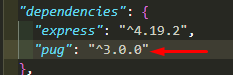 "dependencies": {
"express": "^4.19.2",
"pug": "^3.0.0"
},